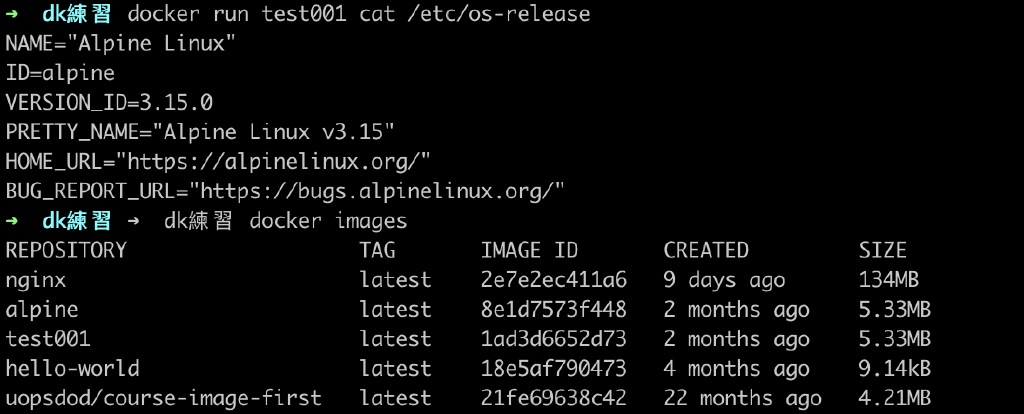 ➜  dk練習 docker run test001 cat /etc/os-release
NAME="Alpine Linux"
ID=alpine
VERSION_ID=3.15.0
PRETTY_NAME="Alpine Linux v3.15"
HOME_URL="https://alpinelinux.org/"
BUG_REPORT_URL="https://bugs.alpinelinux.org/"
➜  dk練習 ➜  dk練習 docker images
REPOSITORY                   TAG       IMAGE ID       CREATED         SIZE
nginx                        latest    2e7e2ec411a6   9 days ago      134MB
alpine                       latest    8e1d7573f448   2 months ago    5.33MB
test001                      latest    1ad3d6652d73   2 months ago    5.33MB
hello-world                  latest    18e5af790473   4 months ago    9.14kB
uopsdod/course-image-first   latest    21fe69638c42   22 months ago   4.21MB